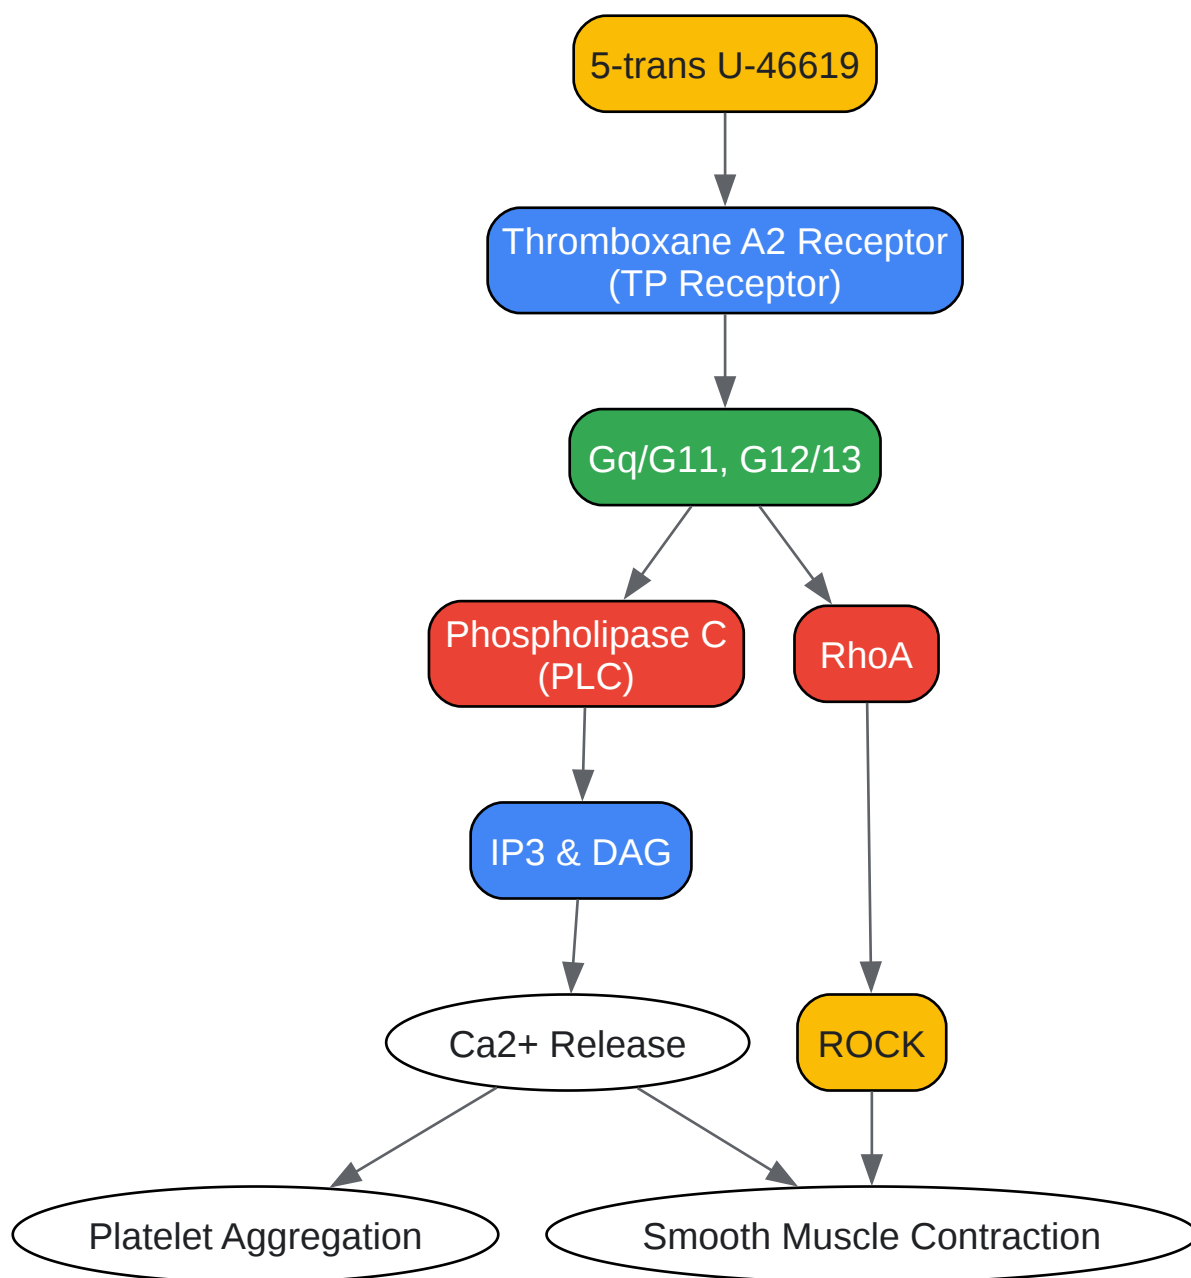 5-trans U-46619
Thromboxane A2 Receptor
(TP Receptor)
Gq/G11, G12/13
Phospholipase C
(PLC)
RhoA
IP3 & DAG
Ca2+ Release
ROCK
Platelet Aggregation
Smooth Muscle Contraction